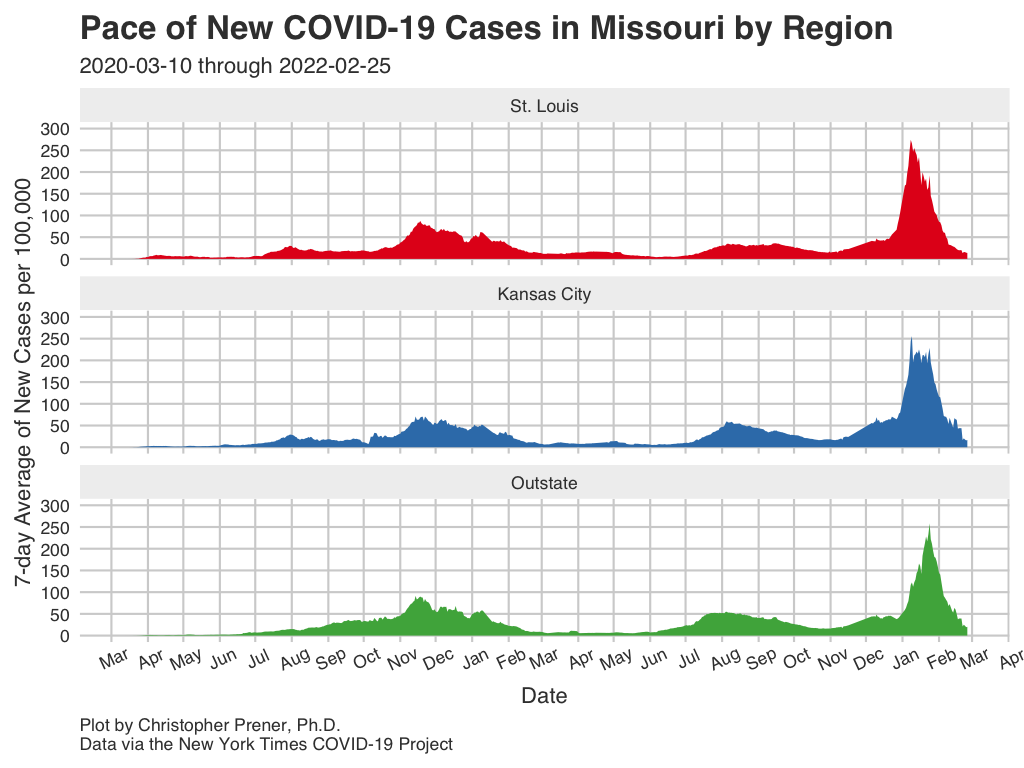 Pace of New COVID-19 Cases in Missouri by Region
2020-03-10 through 2022-02-25
7-day Average of New Cases per 100,000
St. Louis
300
250
200
150
100
50
0
Kansas City
300
250
200
150
100
50
0
Outstate
300
250
200
150
100
50
0
Mar Apr May Jun Jul Aug Sep Oct Nov Dec Jan Feb Mar Apr May Jun Jul Aug Sep Oct Nov Dec Jan Feb Mar Apr
Date
Plot by Christopher Prener, Ph.D.
Data via the New York Times COVID-19 Project